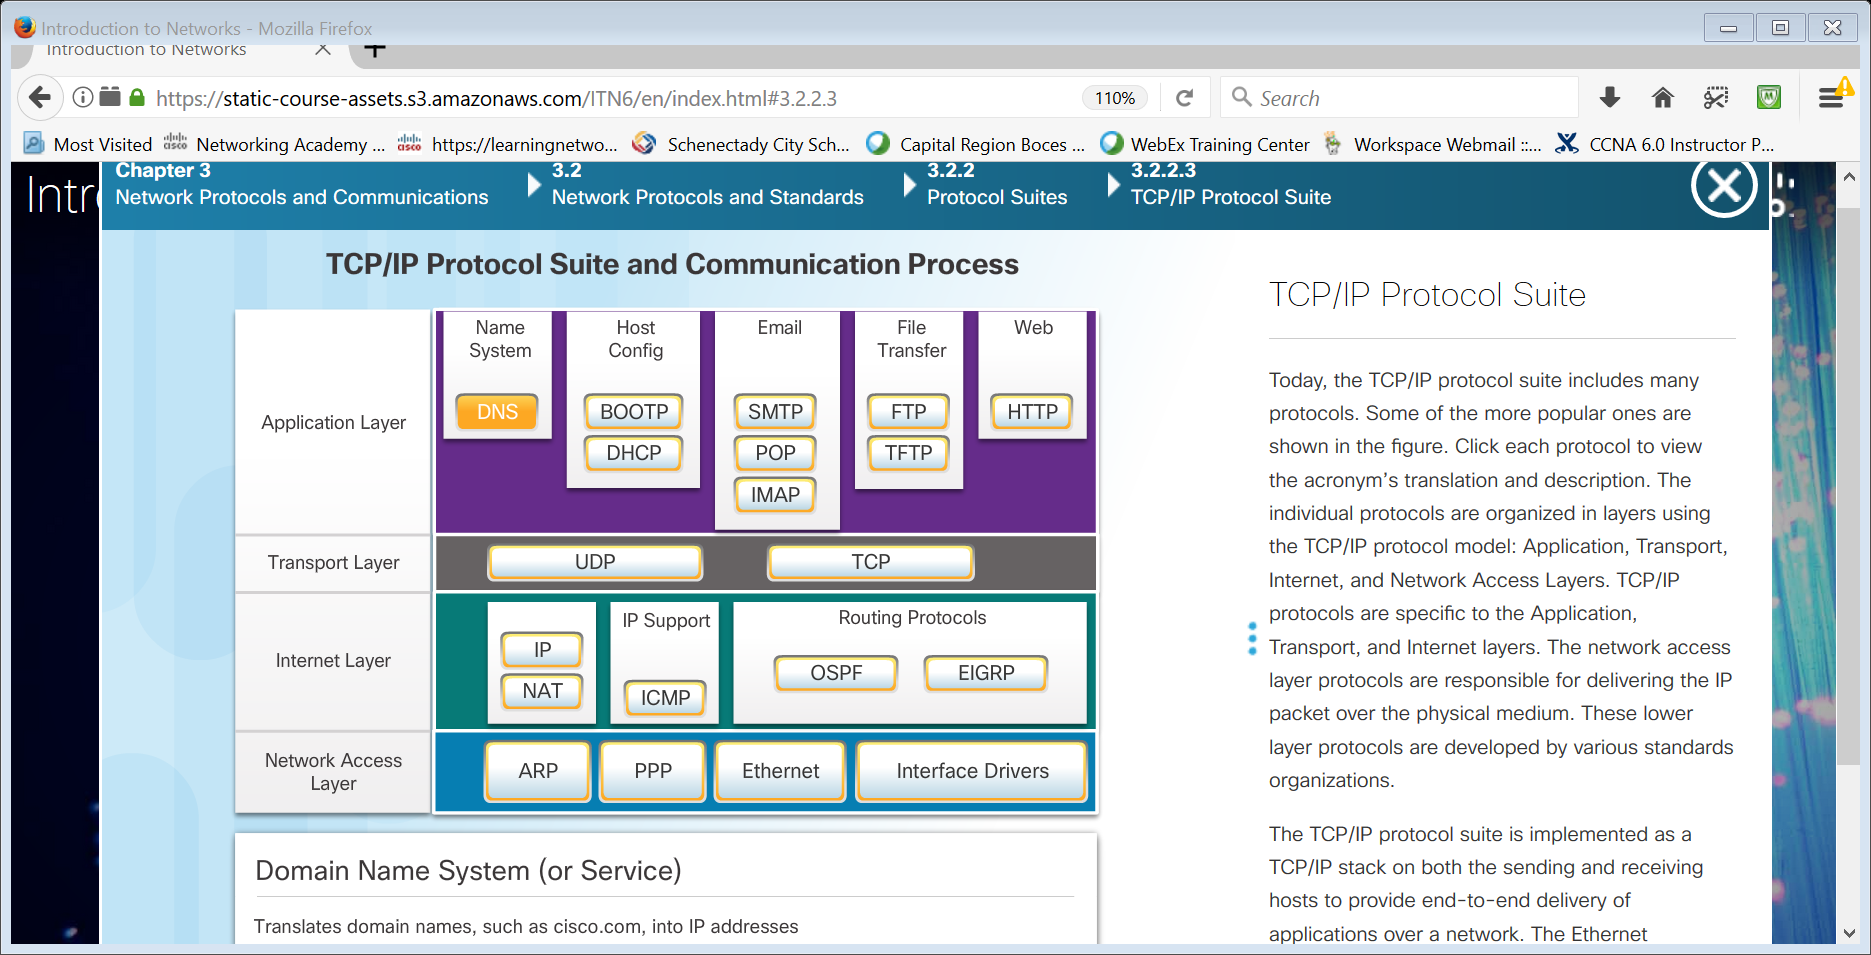 Introduction to Networks - Mozilla Firefox
Introduction to Networks
https://static-course-assets.s3.amazonaws.com/ITN6/en/index.html#3.2.2.3
110%
Search
Most Visited
Networking Academy ...
https://learningnetwo...
Schenectady City Sch...
Capital Region Boces ...
WebEx Training Center
Workspace Webmail ::...
CCNA 6.0 Instructor P...
Intr
Chapter 3
Network Protocols and Communications
3.2
Network Protocols and Standards
3.2.2
Protocol Suites
3.2.2.3
TCP/IP Protocol Suite
TCP/IP Protocol Suite and Communication Process
Application Layer
Name
System
DNS
Host
Config
BOOTP
DHCP
Email
SMTP
POP
IMAP
File
Transfer
FTP
TFTP
Web
HTTP
Transport Layer
UDP
TCP
Internet Layer
IP
NAT
IP Support
ICMP
Routing Protocols
OSPF
EIGRP
Network Access
Layer
ARP
PPP
Ethernet
Interface Drivers
Domain Name System (or Service)
Translates domain names, such as cisco.com, into IP addresses
TCP/IP Protocol Suite
Today, the TCP/IP protocol suite includes many
protocols. Some of the more popular ones are
shown in the figure. Click each protocol to view
the acronym’s translation and description. The
individual protocols are organized in layers using
the TCP/IP protocol model: Application, Transport,
Internet, and Network Access Layers. TCP/IP
protocols are specific to the Application,
Transport, and Internet layers. The network access
layer protocols are responsible for delivering the IP
packet over the physical medium. These lower
layer protocols are developed by various standards
organizations.
The TCP/IP protocol suite is implemented as a
TCP/IP stack on both the sending and receiving
hosts to provide end-to-end delivery of
applications over a network. The Ethernet